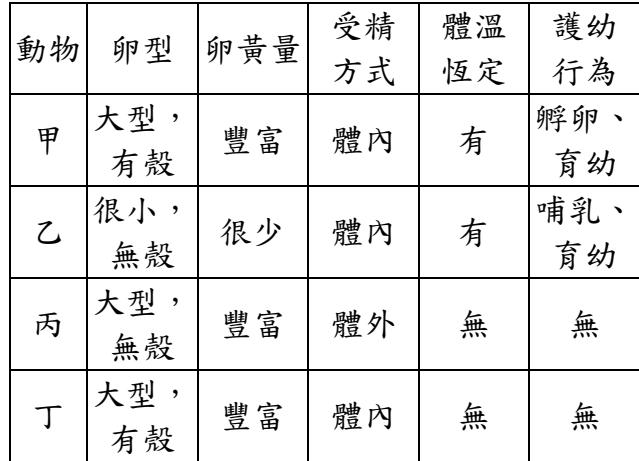 動物 卵型 卵黃量 受精方式 體溫恆定 護幼行為
甲 大型，有殼 豐富 體內 有 孵卵、育幼
乙 很小，無殼 很少 體內 有 哺乳、育幼
丙 大型，無殼 豐富 體外 無 無
丁 大型，有殼 豐富 體內 無 無